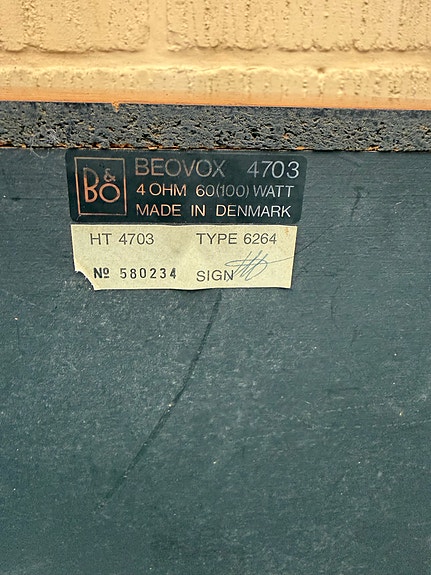 B&O
BEOVOX 4703
4 OHM 60(100) WATT
MADE IN DENMARK
HT 4703 TYPE 6264
Nº 580234 SIGN